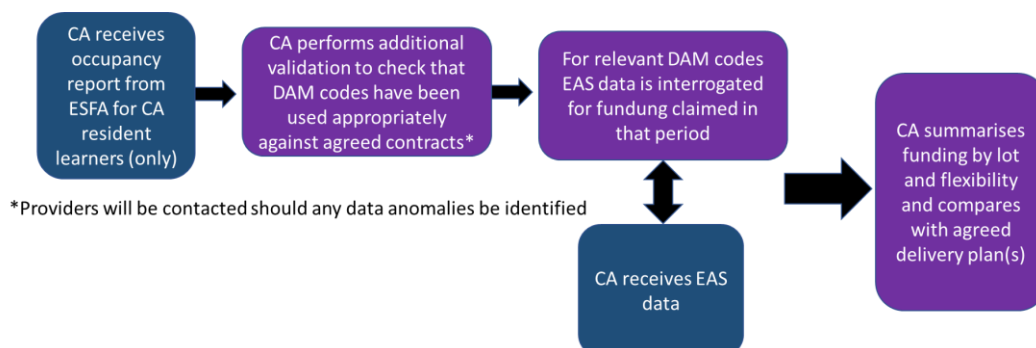 CA receives
occupancy
report from
ESFA for CA
resident
learners (only)
CA performs additional
validation to check that
DAM codes have been
used appropriately
against agreed contracts*
For relevant DAM codes
EAS data is interrogated
for fundung claimed in
that period
CA summarises
funding by lot
and flexibility
and compares
with agreed
delivery plan(s)
*Providers will be contacted should any data anomalies be identified
CA receives EAS
data